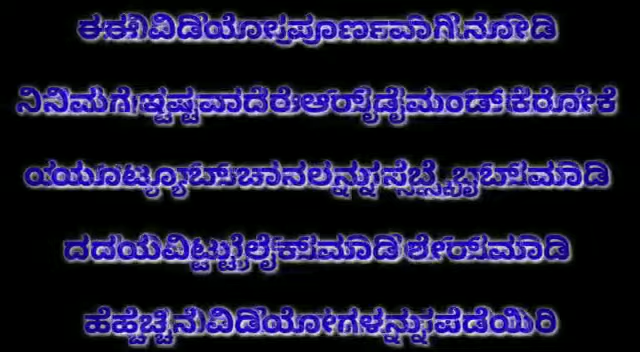 ಈ ವಿಡಿಯೋ ಪೂರ್ಣವಾಗಿ ನೋಡಿ
ನಿಮಗೆ ಇಷ್ಟವಾದರೆ ಆರ್ ಡೈಮಂಡ್ ಕರೋಕೆ
ಯೂಟ್ಯೂಬ್ ಚಾನಲನ್ನು ಸಬ್ಸ್ಕ್ರೈಬ್ ಮಾಡಿ
ದಯವಿಟ್ಟು ಲೈಕ್ ಮಾಡಿ ಶೇರ್ ಮಾಡಿ
ಹೆಚ್ಚಿನ ವಿಡಿಯೋಗಳನ್ನು ಪಡೆಯಿರಿ